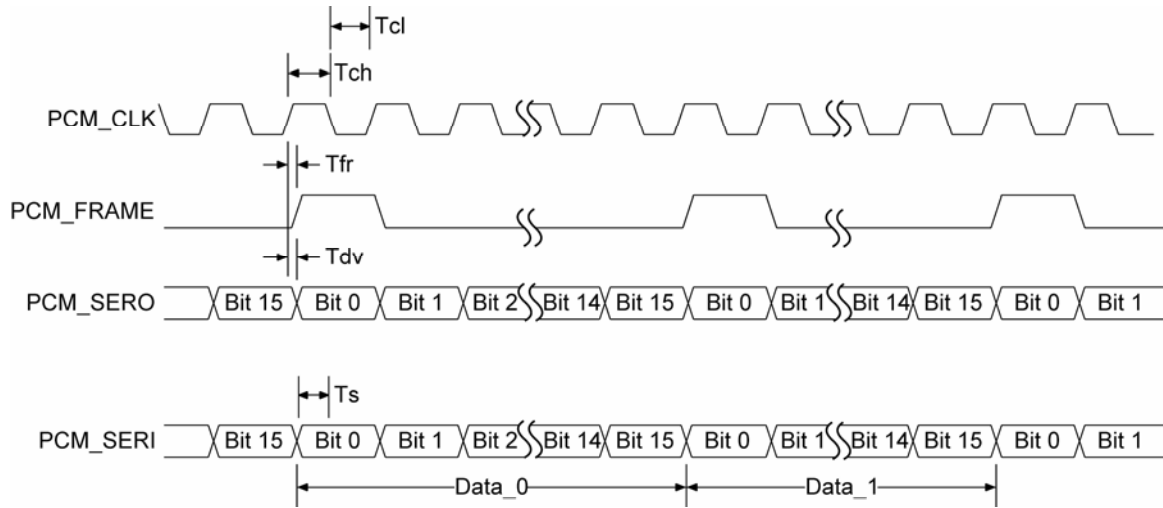 Tcl
Tch
PCM_CLK
Tfr
PCM_FRAME
Tdv
PCM_SERO Bit 15 Bit 0 Bit 1 Bit 2 Bit 14 Bit 15 Bit 0 Bit 1 Bit 14 Bit 15 Bit 0 Bit 1
Ts
PCM_SERI Bit 15 Bit 0 Bit 1 Bit 2 Bit 14 Bit 15 Bit 0 Bit 1 Bit 14 Bit 15 Bit 0 Bit 1
Data_0 Data_1